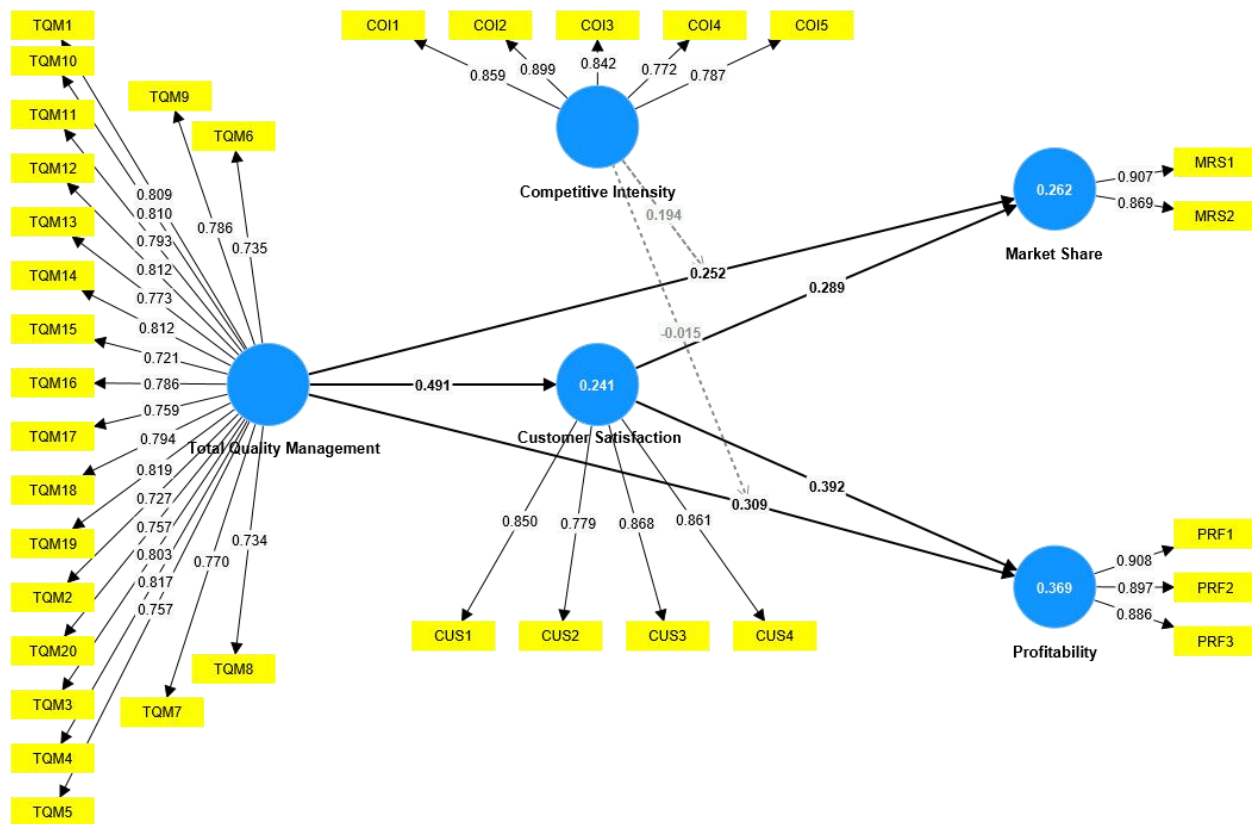 TQM1
TQM10
TQM11
TQM12
TQM13
TQM14
TQM15
TQM16
TQM17
TQM18
TQM19
TQM2
TQM20
TQM3
TQM4
TQM5
TQM9
TQM6
TQM7
TQM8
0.809
0.810
0.793
0.812
0.773
0.812
0.721
0.786
0.759
0.794
0.819
0.727
0.757
0.803
0.817
0.757
0.786
0.735
0.770
0.734
Total Quality Management
COI1
COI2
COI3
COI4
COI5
0.859
0.899
0.842
0.772
0.787
Competitive Intensity
0.194
-0.015
0.252
0.289
0.491
0.241
Customer Satisfaction
0.392
0.309
0.850
0.779
0.868
0.861
CUS1
CUS2
CUS3
CUS4
0.262
Market Share
0.907
0.869
MRS1
MRS2
0.369
Profitability
0.908
0.897
0.886
PRF1
PRF2
PRF3